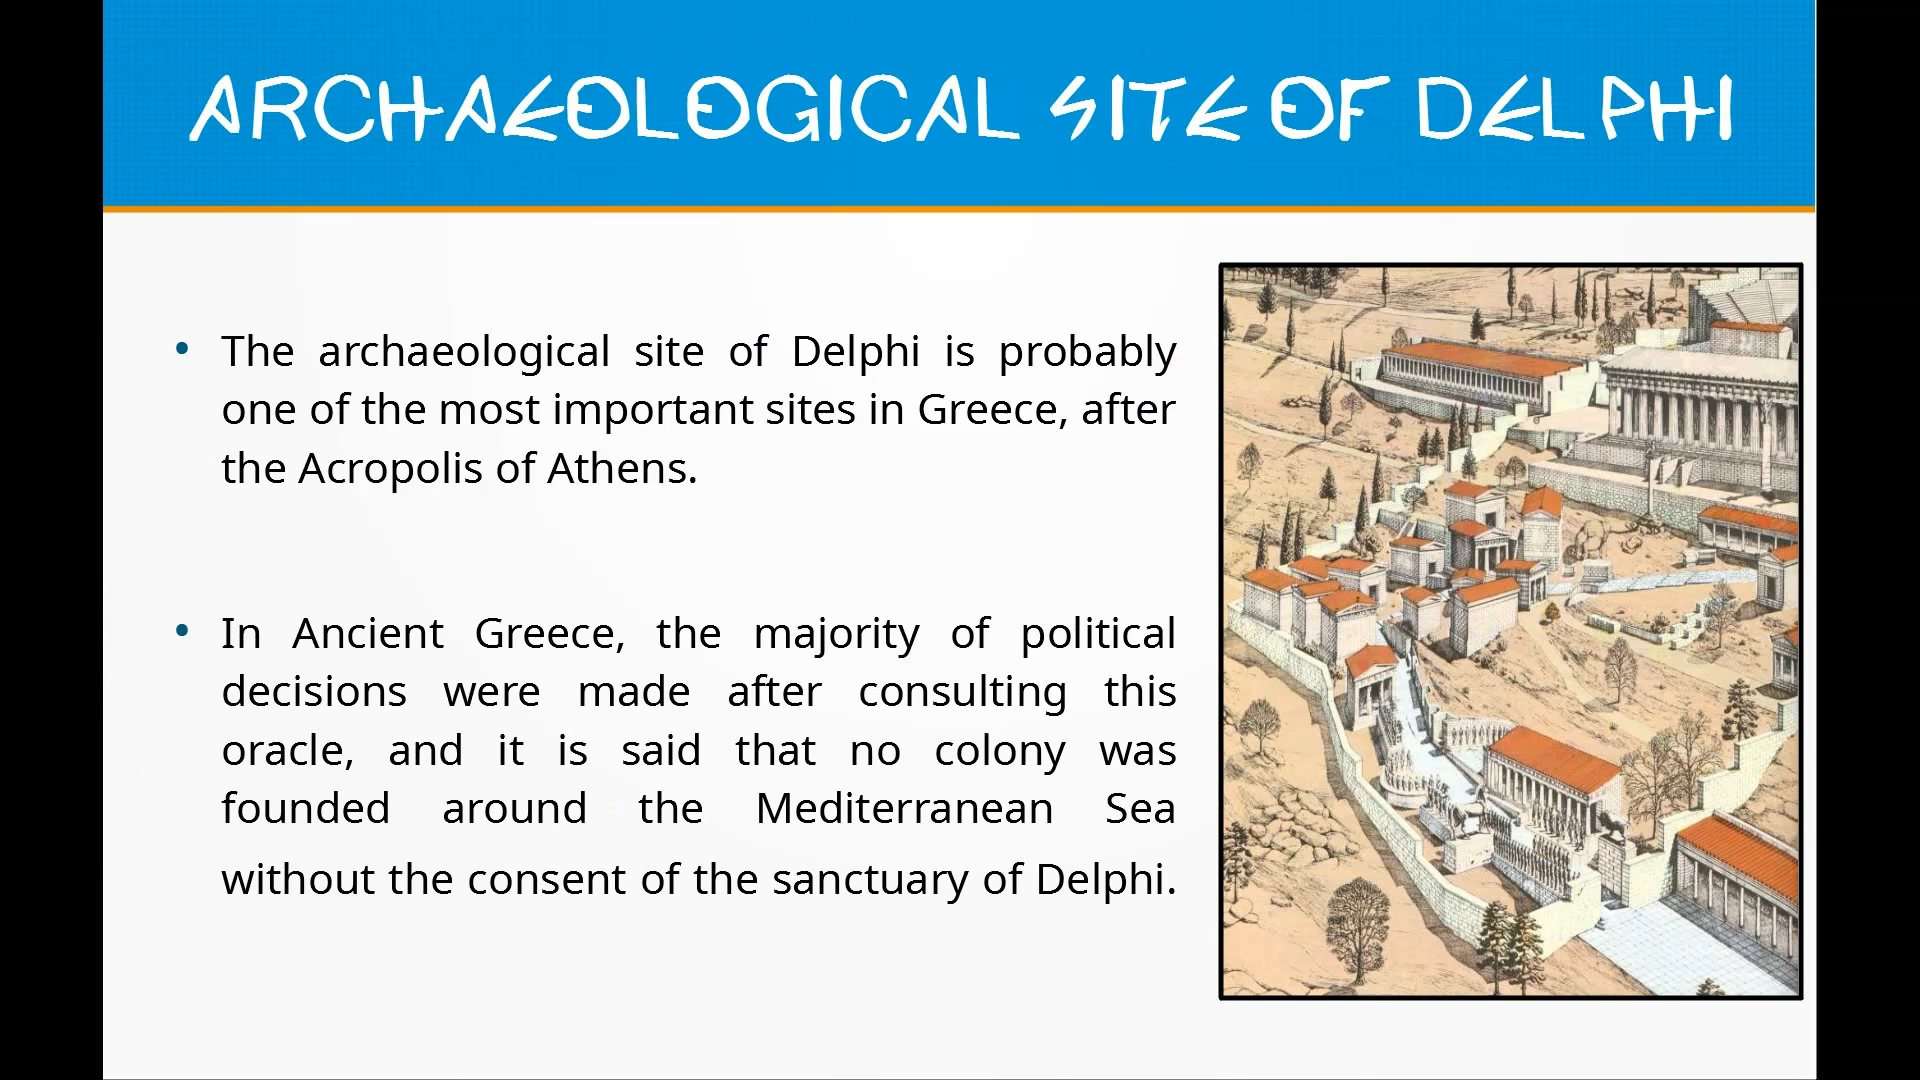 ARCHAEOLOGICAL SITE OF DELPHI
• The archaeological site of Delphi is probably
one of the most important sites in Greece, after
the Acropolis of Athens.
• In Ancient Greece, the majority of political
decisions were made after consulting this
oracle, and it is said that no colony was
founded around the Mediterranean Sea
without the consent of the sanctuary of Delphi.